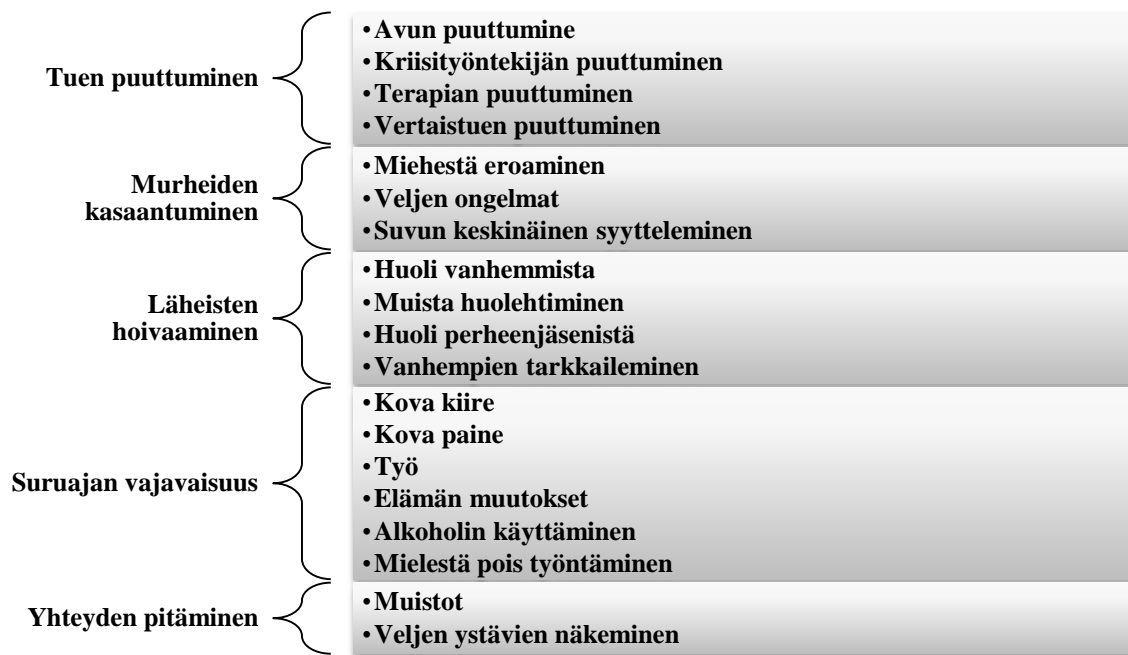 Tuen puuttuminen
•Avun puuttumine
•Kriisityöntekijän puuttuminen
•Terapian puuttuminen
•Vertaistuen puuttuminen
Murheiden
kasaantuminen
•Miehestä eroaminen
•Veljen ongelmat
•Suvun keskinäinen syytteleminen
Läheisten
hoivaaminen
•Huoli vanhemmista
•Muista huolehtiminen
•Huoli perheenjäsenistä
•Vanhempien tarkkaileminen
Suruajan vajavaisuus
•Kova kiire
•Kova paine
•Työ
•Elämän muutokset
•Alkoholin käyttäminen
•Mielestä pois työntäminen
Yhteyden pitäminen
•Muistot
•Veljen ystävien näkeminen